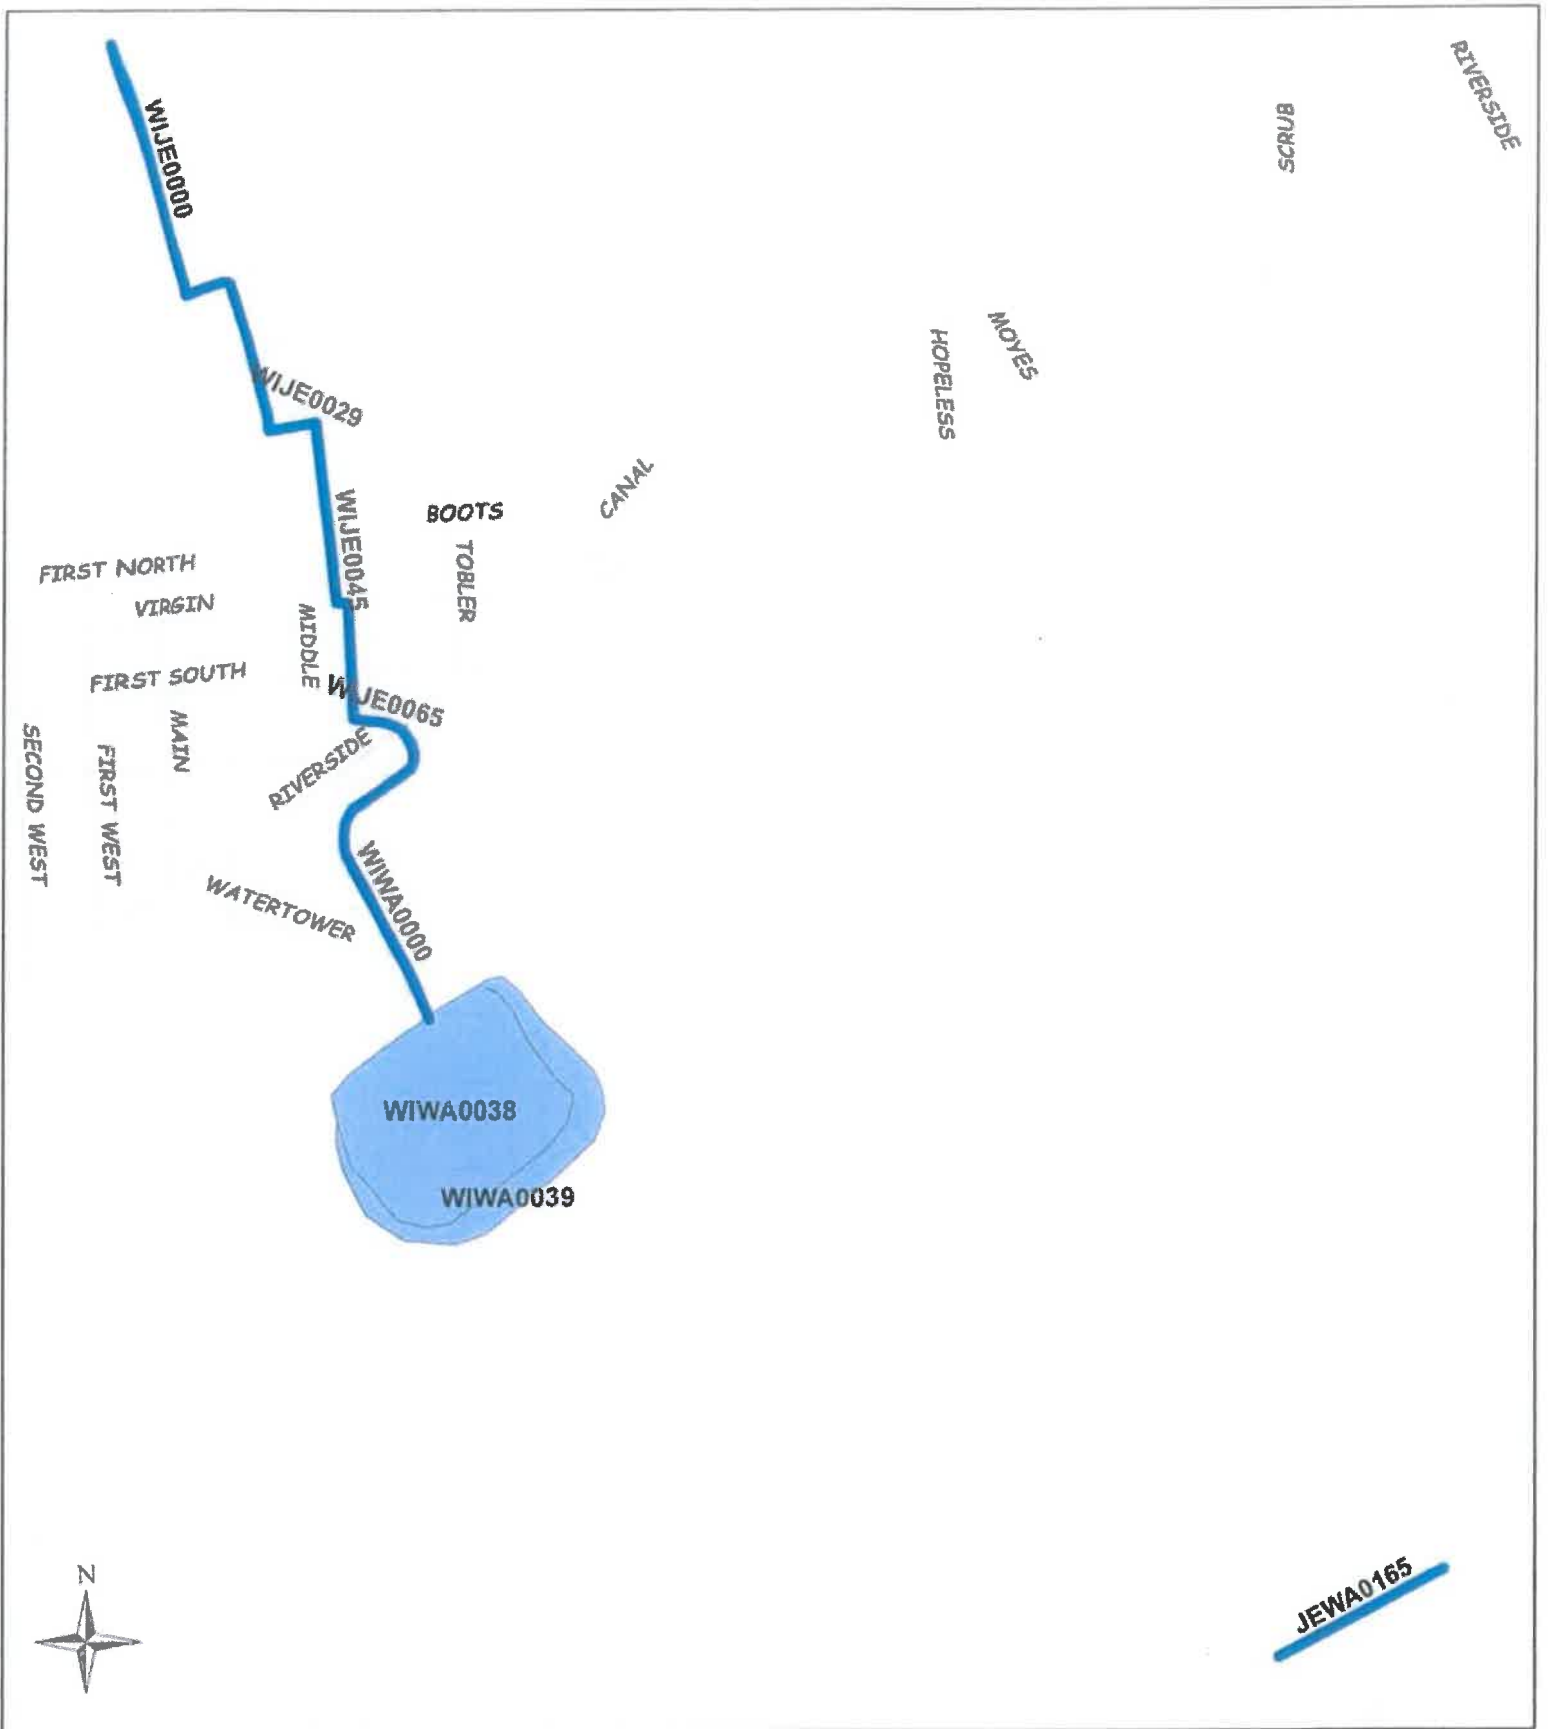 RIVERSIDE
SCRUB
WIJE0000
MOYES
HOPELESS
WIJE0029
CANAL
WIJE0045
BOOTS
TOBLER
FIRST NORTH
VIRGIN
MIDDLE
FIRST SOUTH
WIJE0065
MAIN
SECOND WEST
FIRST WEST
RIVERSIDE
WIWA0000
WATERTOWER
WIWA0038
WIWA0039
N
JEWA0165